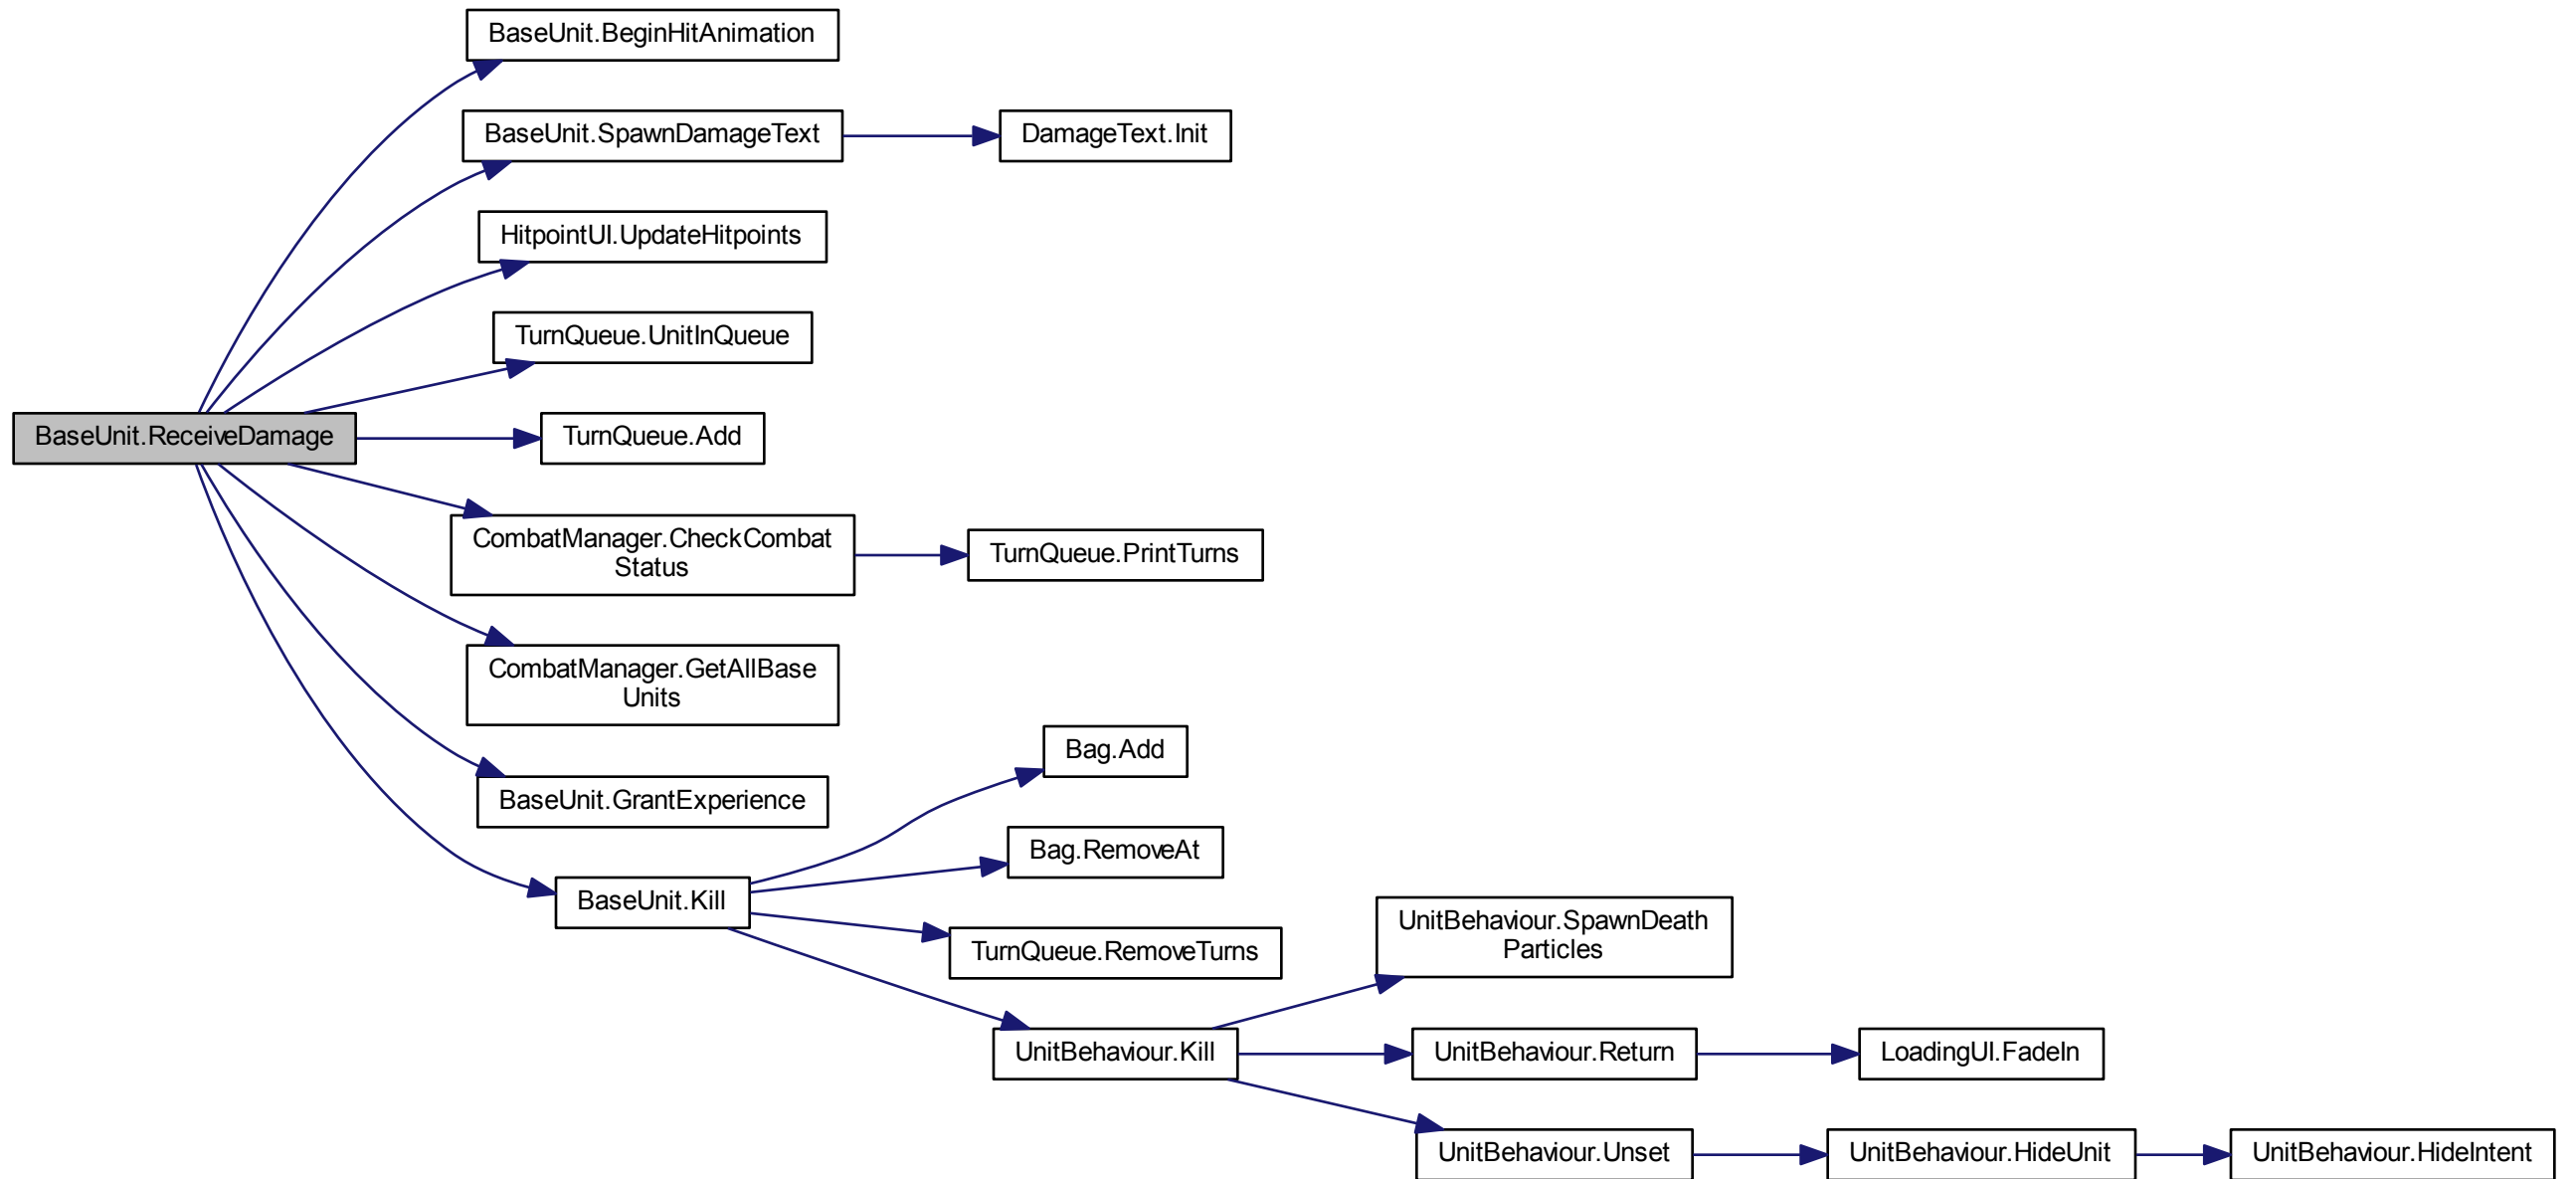 BaseUnit.BeginHitAnimation
BaseUnit.SpawnDamageText
DamageText.Init
HitpointUI.UpdateHitpoints
TurnQueue.UnitInQueue
BaseUnit.ReceiveDamage
TurnQueue.Add
CombatManager.CheckCombat
Status
TurnQueue.PrintTurns
CombatManager.GetAllBase
Units
Bag.Add
BaseUnit.GrantExperience
Bag.RemoveAt
BaseUnit.Kill
UnitBehaviour.SpawnDeath
Particles
TurnQueue.RemoveTurns
UnitBehaviour.Kill
UnitBehaviour.Return
LoadingUI.FadeIn
UnitBehaviour.Unset
UnitBehaviour.HideUnit
UnitBehaviour.HideIntent